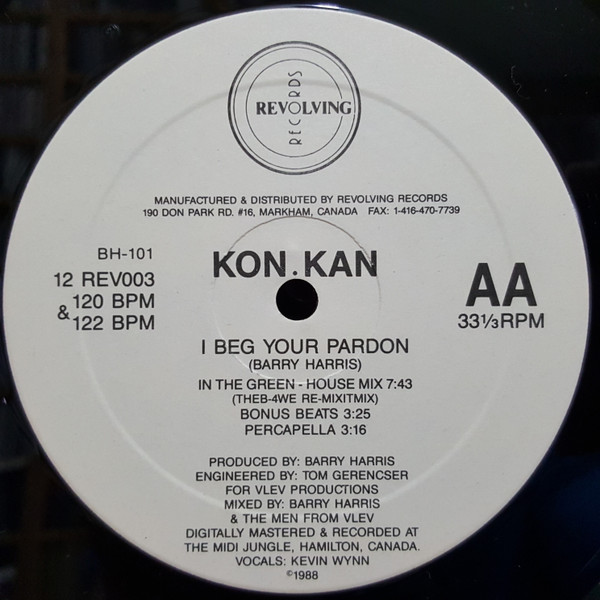 REVOLVING
RECORDS
MANUFACTURED & DISTRIBUTED BY REVOLVING RECORDS
190 DON PARK RD. #16, MARKHAM, CANADA FAX: 1-416-470-7739
BH-101
12 REV003
& 120 BPM
122 BPM
KON.KAN
AA
33⅓RPM
I BEG YOUR PARDON
(BARRY HARRIS)
IN THE GREEN - HOUSE MIX 7:43
(THEB-4WE RE-MIXITMIX)
BONUS BEATS 3:25
PERCAPELLA 3:16
PRODUCED BY: BARRY HARRIS
ENGINEERED BY: TOM GERENCSER
FOR VLEV PRODUCTIONS
MIXED BY: BARRY HARRIS
& THE MEN FROM VLEV
DIGITALLY MASTERED & RECORDED AT
THE MIDI JUNGLE, HAMILTON, CANADA.
VOCALS: KEVIN WYNN
©1988